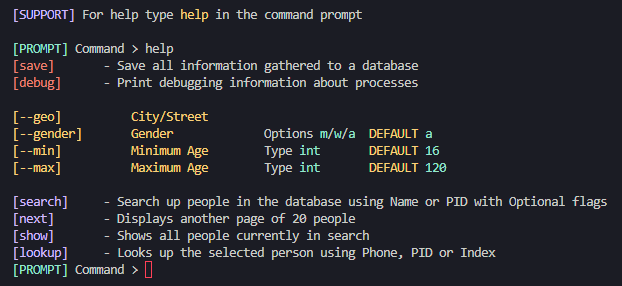 [SUPPORT] For help type help in the command prompt
[PROMPT] Command > help
[save] - Save all information gathered to a database
[debug] - Print debugging information about processes
[--geo] City/Street
[--gender] Gender Options m/w/a DEFAULT a
[--min] Minimum Age Type int DEFAULT 16
[--max] Maximum Age Type int DEFAULT 120
[search] - Search up people in the database using Name or PID with Optional flags
[next] - Displays another page of 20 people
[show] - Shows all people currently in search
[lookup] - Looks up the selected person using Phone, PID or Index
[PROMPT] Command >